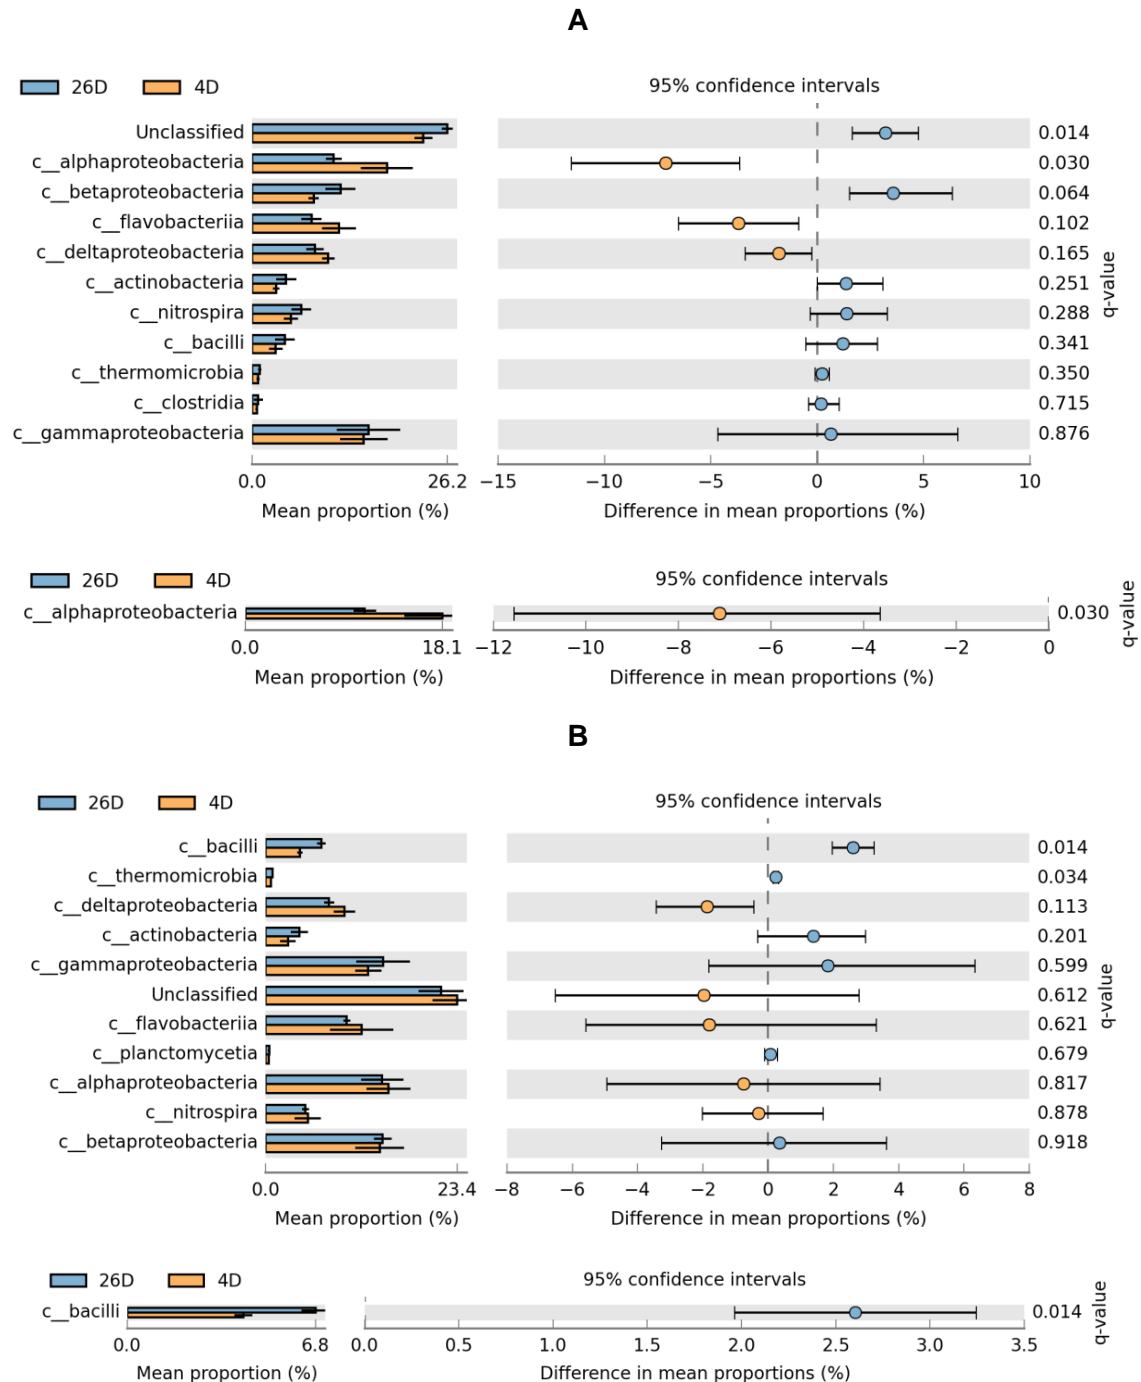 A
26D 4D 95% confidence intervals
Unclassified 0.014
c__alphaproteobacteria 0.030
c__betaproteobacteria 0.064
c__flavobacteriia 0.102
c__deltaproteobacteria 0.165
c__actinobacteria 0.251
c__nitrospira 0.288
c__bacilli 0.341
c__thermomicrobia 0.350
c__clostridia 0.715
c__gammaproteobacteria 0.876
q-value
0.0 26.2 −15 −10 −5 0 5 10
Mean proportion (%) Difference in mean proportions (%)
26D 4D 95% confidence intervals
c__alphaproteobacteria 0.030
q-value
0.0 18.1 −12 −10 −8 −6 −4 −2 0
Mean proportion (%) Difference in mean proportions (%)
B
26D 4D 95% confidence intervals
c__bacilli 0.014
c__thermomicrobia 0.034
c__deltaproteobacteria 0.113
c__actinobacteria 0.201
c__gammaproteobacteria 0.599
Unclassified 0.612
c__flavobacteriia 0.621
c__planctomycetia 0.679
c__alphaproteobacteria 0.817
c__nitrospira 0.878
c__betaproteobacteria 0.918
q-value
0.0 23.4 −8 −6 −4 −2 0 2 4 6 8
Mean proportion (%) Difference in mean proportions (%)
26D 4D 95% confidence intervals
c__bacilli 0.014
q-value
0.0 6.8 0.0 0.5 1.0 1.5 2.0 2.5 3.0 3.5
Mean proportion (%) Difference in mean proportions (%)